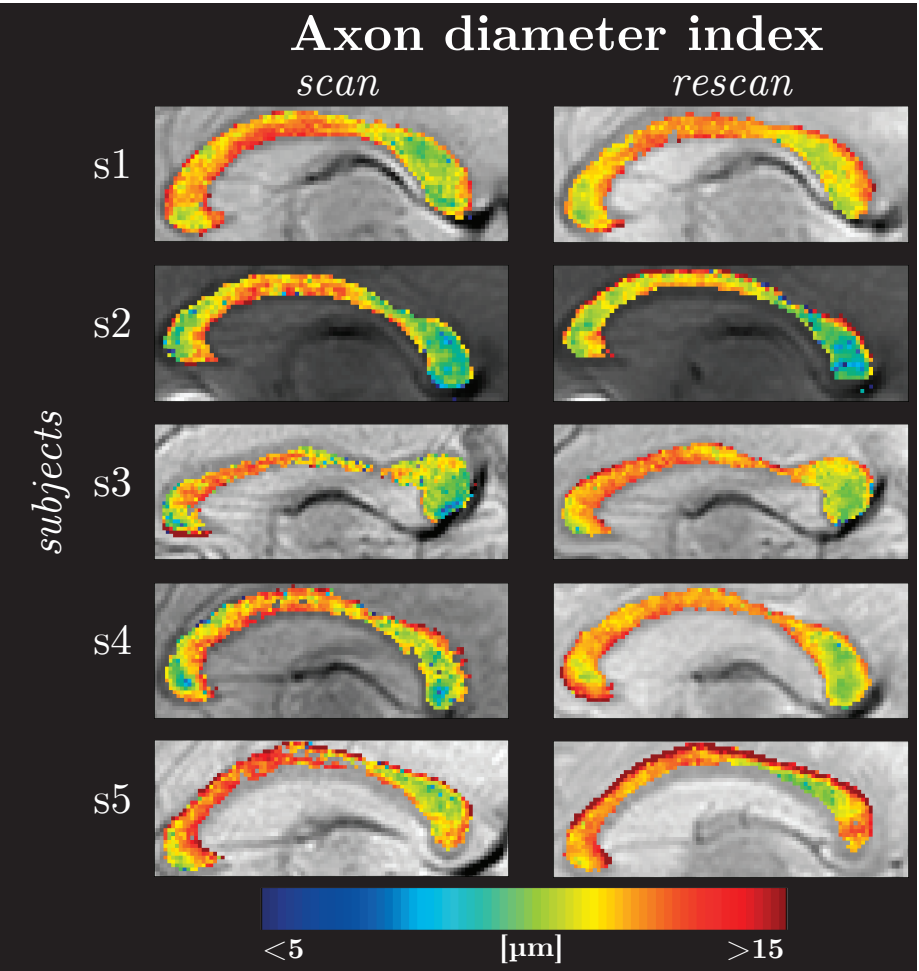 Axon diameter index
scan rescan
s1
s2
subjects
s3
s4
s5
<5 [µm] >15